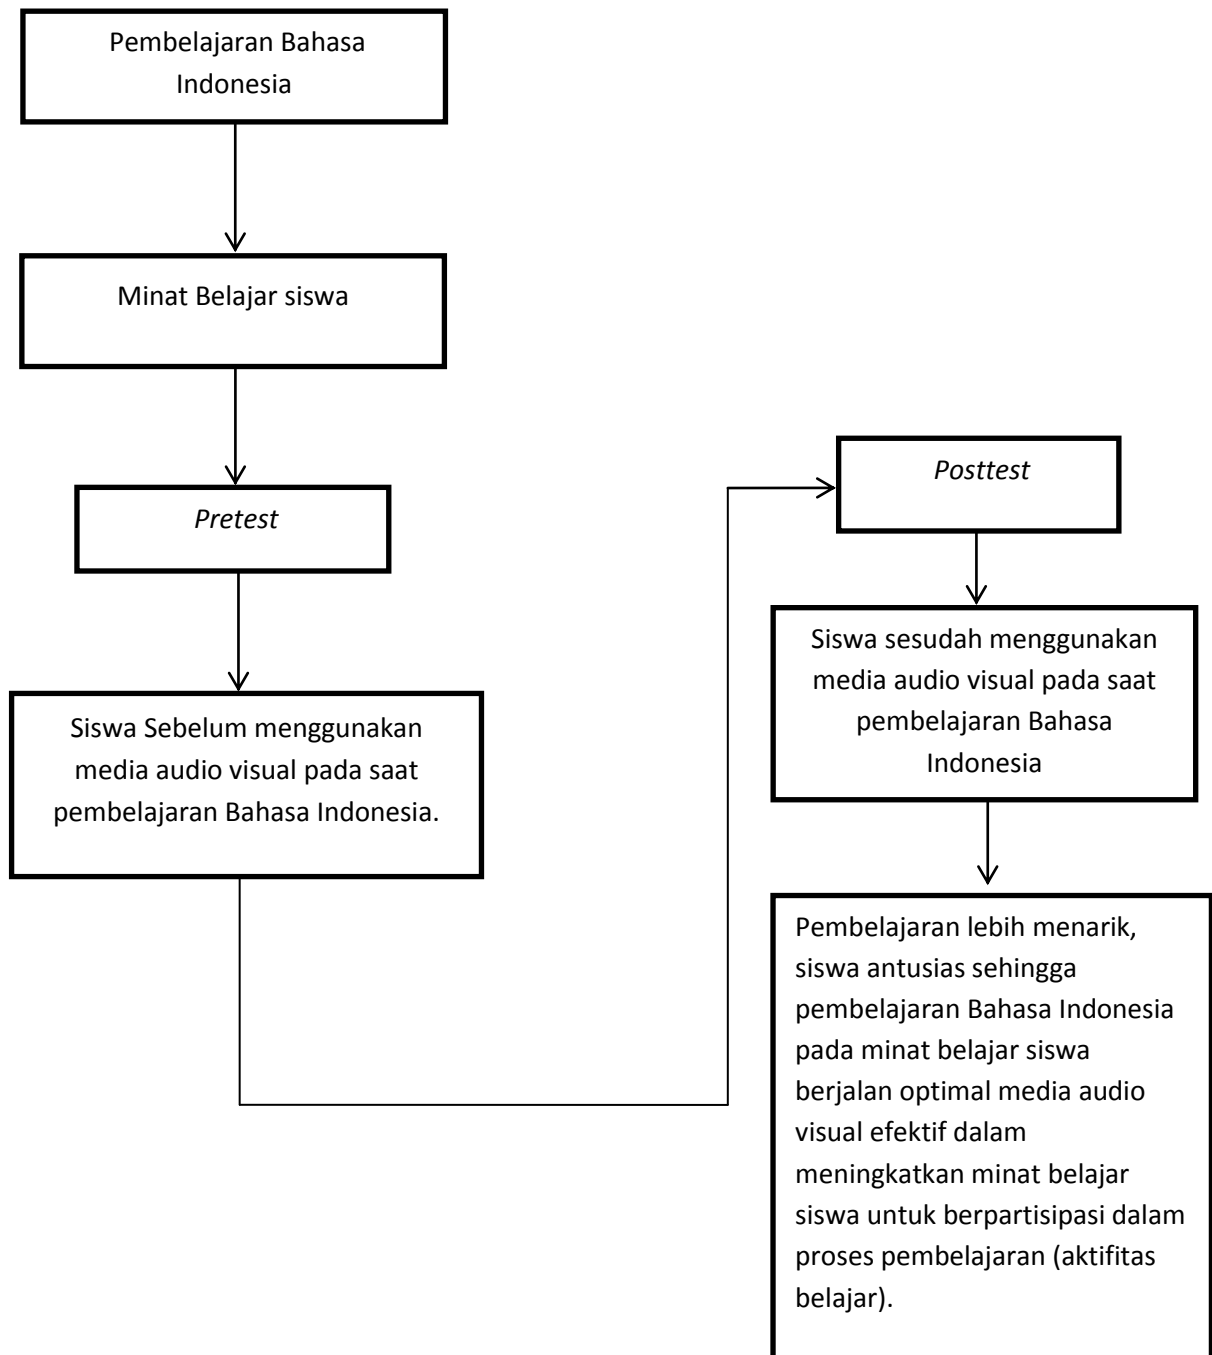 Pembelajaran Bahasa
Indonesia
Minat Belajar siswa
Pretest
Siswa Sebelum menggunakan
media audio visual pada saat
pembelajaran Bahasa Indonesia.
Posttest
Siswa sesudah menggunakan
media audio visual pada saat
pembelajaran Bahasa
Indonesia
Pembelajaran lebih menarik,
siswa antusias sehingga
pembelajaran Bahasa Indonesia
pada minat belajar siswa
berjalan optimal media audio
visual efektif dalam
meningkatkan minat belajar
siswa untuk berpartisipasi dalam
proses pembelajaran (aktifitas
belajar).